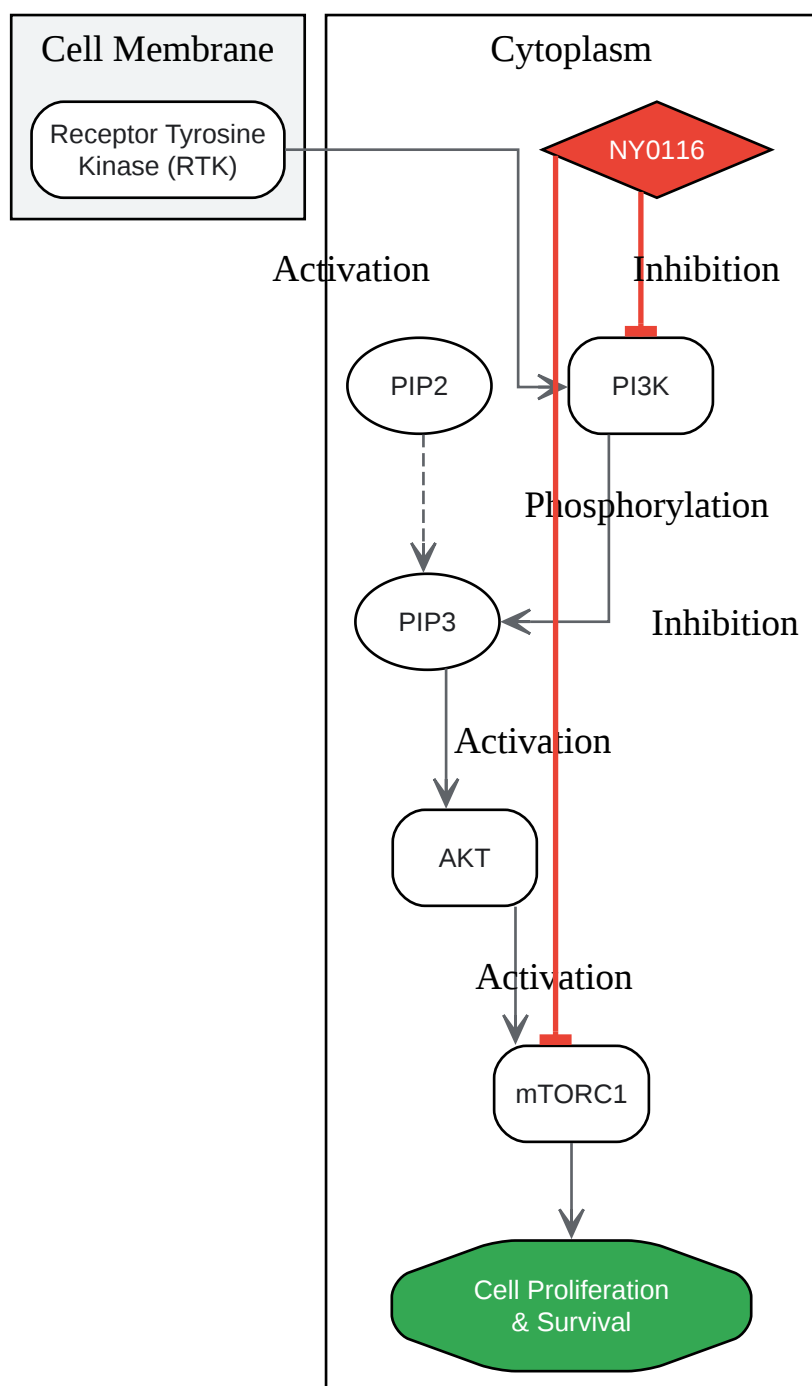 Cell Membrane
Cytoplasm
Receptor Tyrosine
Kinase (RTK)
NY0116
Activation
Inhibition
PIP2
PI3K
Phosphorylation
PIP3
Inhibition
Activation
AKT
Activation
mTORC1
Cell Proliferation
& Survival